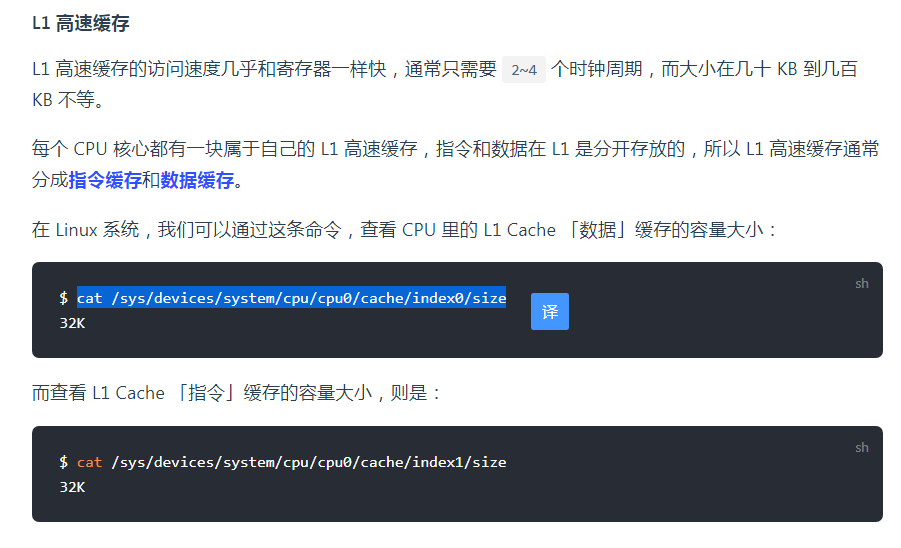 L1 高速缓存
L1 高速缓存的访问速度几乎和寄存器一样快，通常只需要 2~4 个时钟周期，而大小在几十 KB 到几百
KB 不等。
每个 CPU 核心都有一块属于自己的 L1 高速缓存，指令和数据在 L1 是分开存放的，所以 L1 高速缓存通常
分成指令缓存和数据缓存。
在 Linux 系统，我们可以通过这条命令，查看 CPU 里的 L1 Cache 「数据」缓存的容量大小：
sh
$ cat /sys/devices/system/cpu/cpu0/cache/index0/size
译
32K
而查看 L1 Cache 「指令」缓存的容量大小，则是：
sh
$ cat /sys/devices/system/cpu/cpu0/cache/index1/size
32K